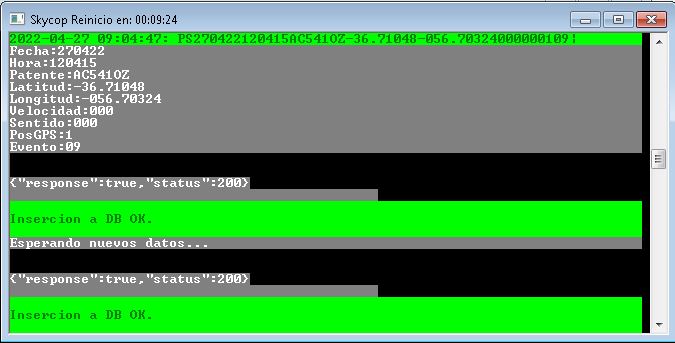 Skycop Reinicio en: 00:09:24
2022-04-27 09:04:47: PS270422120415AC541OZ-36.71048-056.70324000000109|
Fecha:270422
Hora:120415
Patente:AC541OZ
Latitud:-36.71048
Longitud:-056.70324
Velocidad:000
Sentido:000
PosGPS:1
Evento:09
{"response":true,"status":200}
Insercion a DB OK.
Esperando nuevos datos...
{"response":true,"status":200}
Insercion a DB OK.